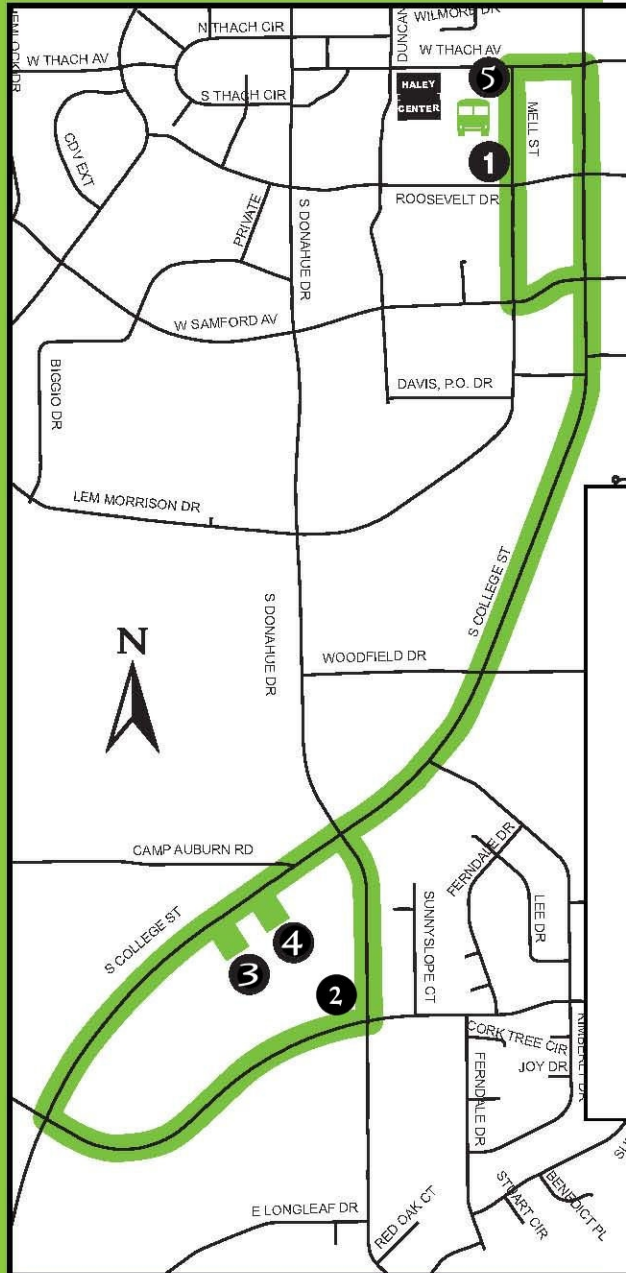 WILMORE DR
N THACH CIR
DUNCAN
W THACH AV
W THACH AV
5
HALEY
CENTER
S THACH CIR
MELL ST
CDV EXT
1
PRIVATE
ROOSEVELT DR
S DONAHUE DR
W SAMFORD AV
BIGGIO DR
DAVIS, P.O. DR
LEM MORRISON DR
S COLLEGE ST
S DONAHUE DR
N
WOODFIELD DR
FERNDALE DR
CAMP AUBURN RD
SUNNYSLOPE CT
LEE DR
S COLLEGE ST
4
3
2
CORK TREE CIR
JOY DR
FERNDALE DR
STUART CIR
BENEDICT PL
E LONGLEAF DR
RED OAK CT